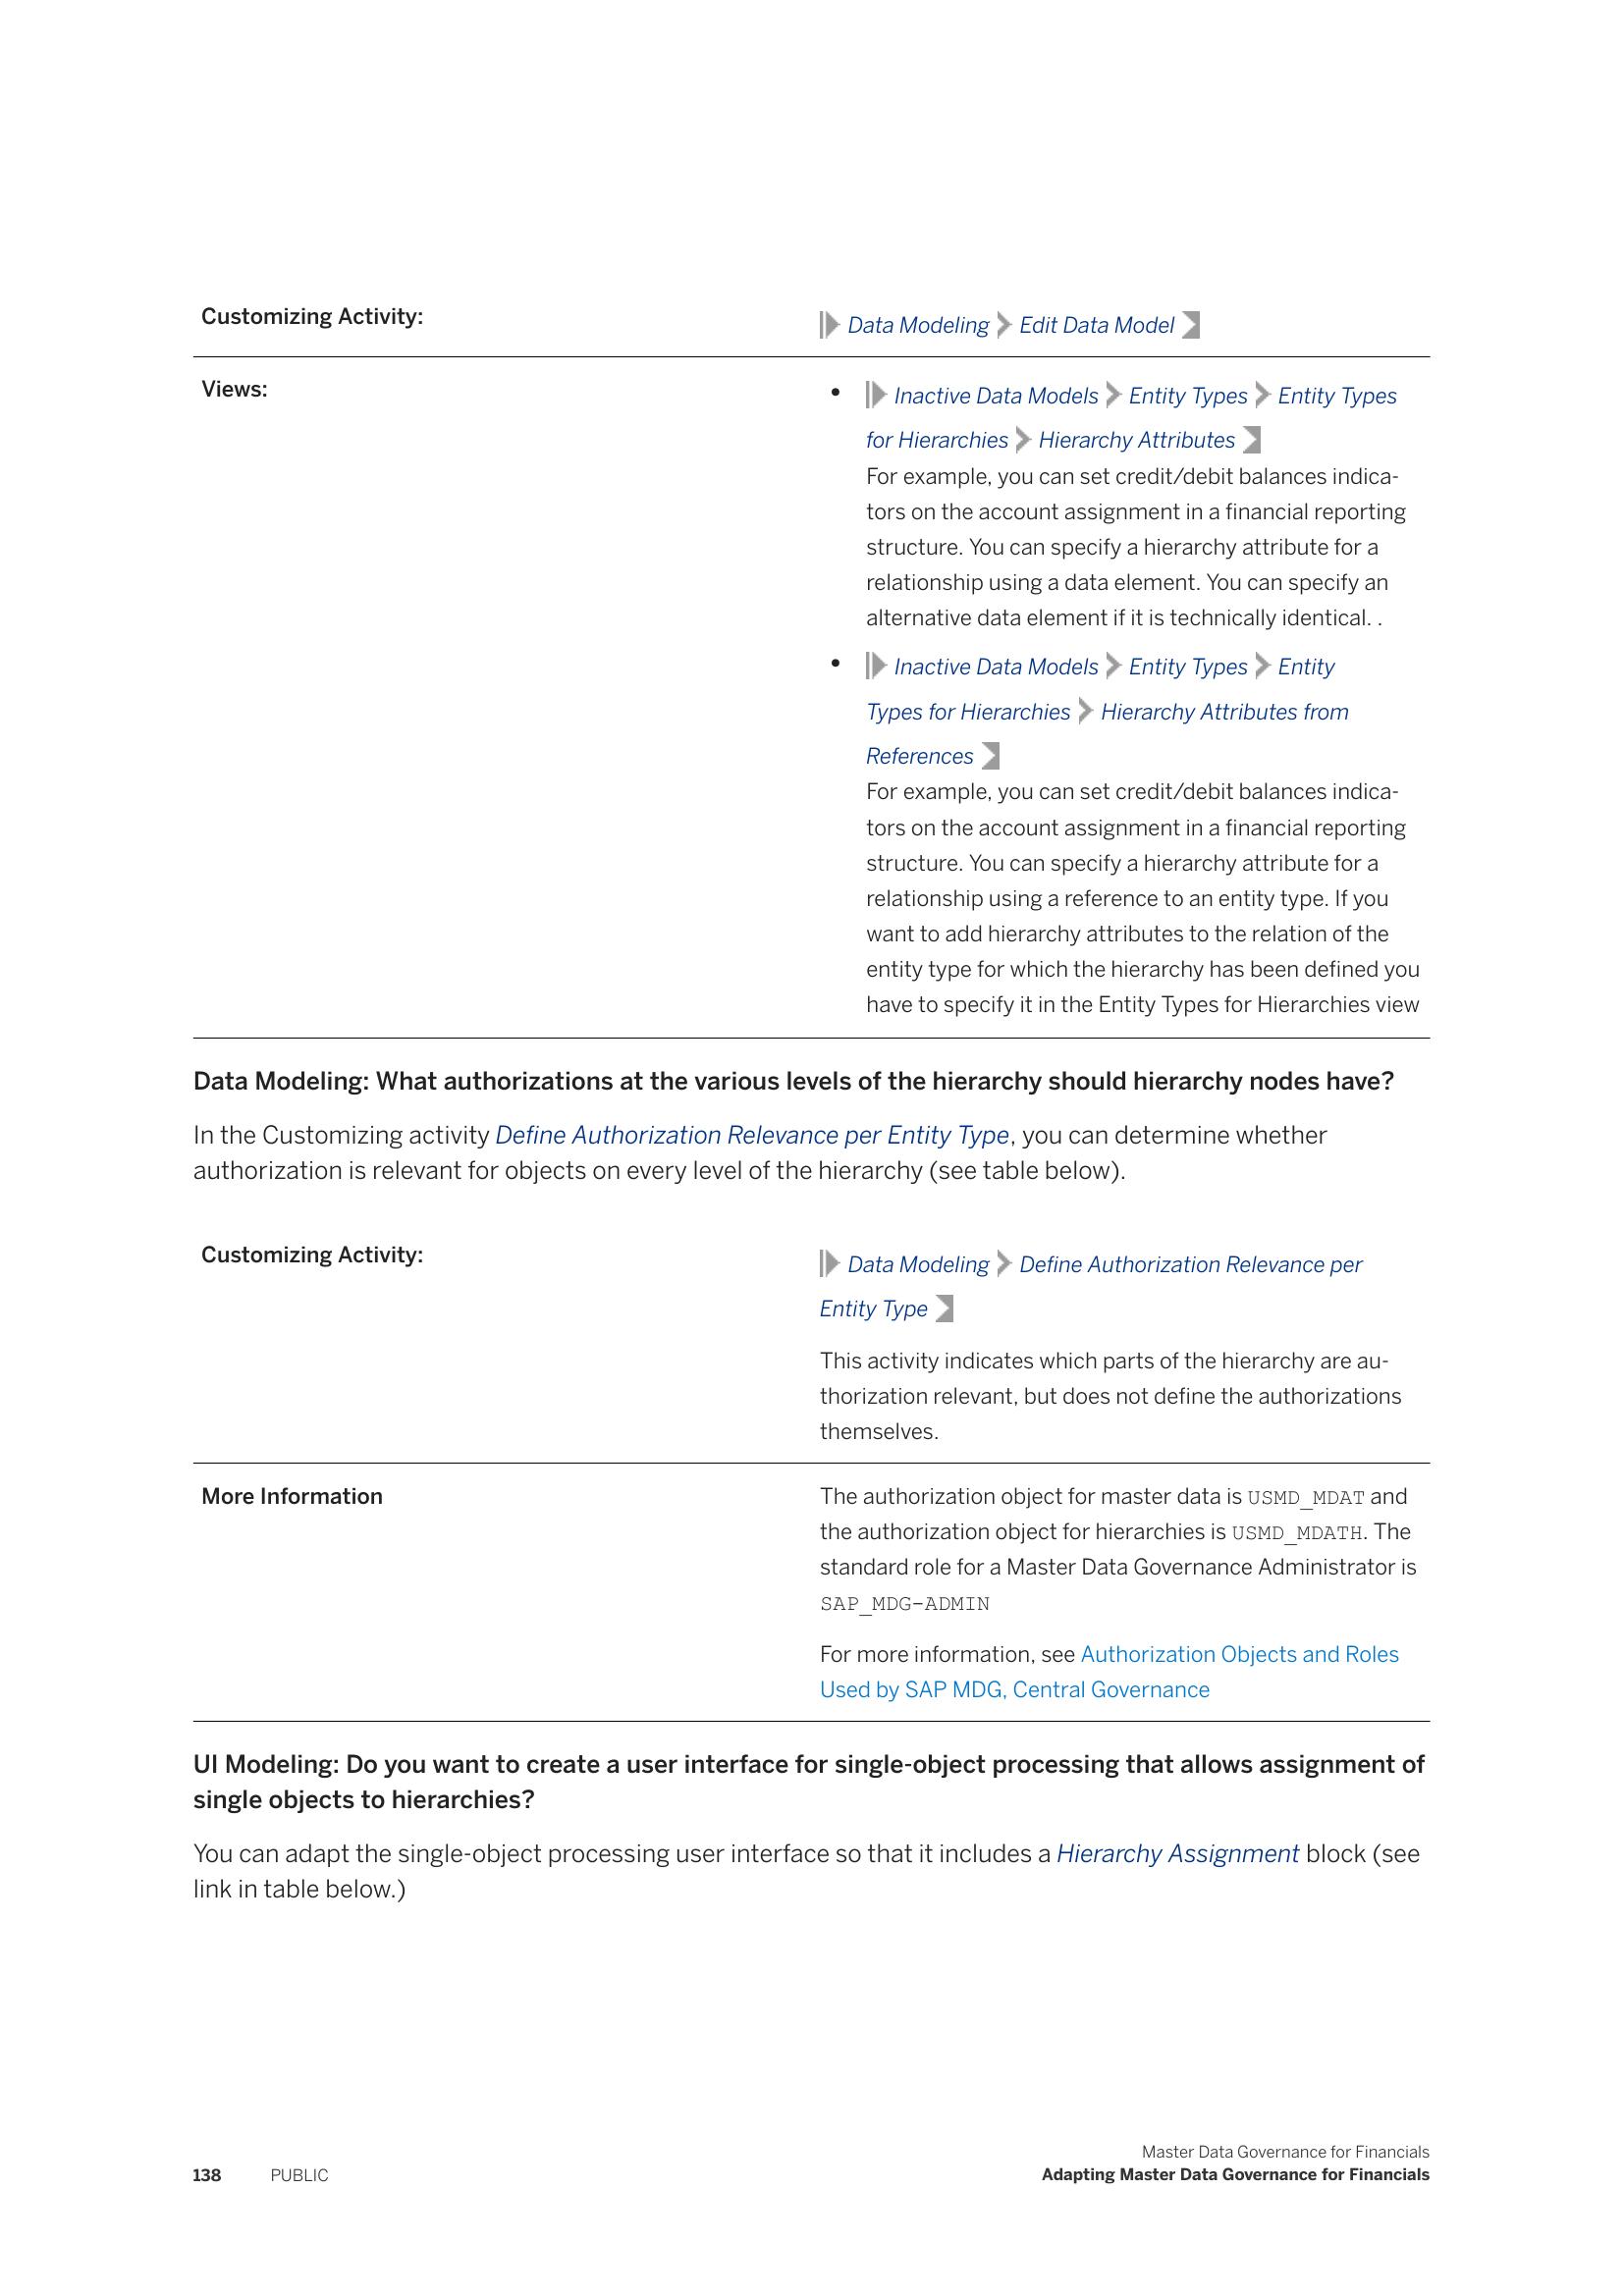 Customizing Activity:
Data Modeling Edit Data Model
Views:
• Inactive Data Models Entity Types Entity Types
for Hierarchies Hierarchy Attributes
For example, you can set credit/debit balances indica-
tors on the account assignment in a financial reporting
structure. You can specify a hierarchy attribute for a
relationship using a data element. You can specify an
alternative data element if it is technically identical. .
• Inactive Data Models Entity Types Entity
Types for Hierarchies Hierarchy Attributes from
References
For example, you can set credit/debit balances indica-
tors on the account assignment in a financial reporting
structure. You can specify a hierarchy attribute for a
relationship using a reference to an entity type. If you
want to add hierarchy attributes to the relation of the
entity type for which the hierarchy has been defined you
have to specify it in the Entity Types for Hierarchies view
Data Modeling: What authorizations at the various levels of the hierarchy should hierarchy nodes have?
In the Customizing activity Define Authorization Relevance per Entity Type, you can determine whether
authorization is relevant for objects on every level of the hierarchy (see table below).
Customizing Activity:
Data Modeling Define Authorization Relevance per
Entity Type
This activity indicates which parts of the hierarchy are au-
thorization relevant, but does not define the authorizations
themselves.
More Information
The authorization object for master data is USMD_MDAT and
the authorization object for hierarchies is USMD_MDATH. The
standard role for a Master Data Governance Administrator is
SAP_MDG-ADMIN
For more information, see Authorization Objects and Roles
Used by SAP MDG, Central Governance
UI Modeling: Do you want to create a user interface for single-object processing that allows assignment of
single objects to hierarchies?
You can adapt the single-object processing user interface so that it includes a Hierarchy Assignment block (see
link in table below.)
Master Data Governance for Financials
138 PUBLIC Adapting Master Data Governance for Financials